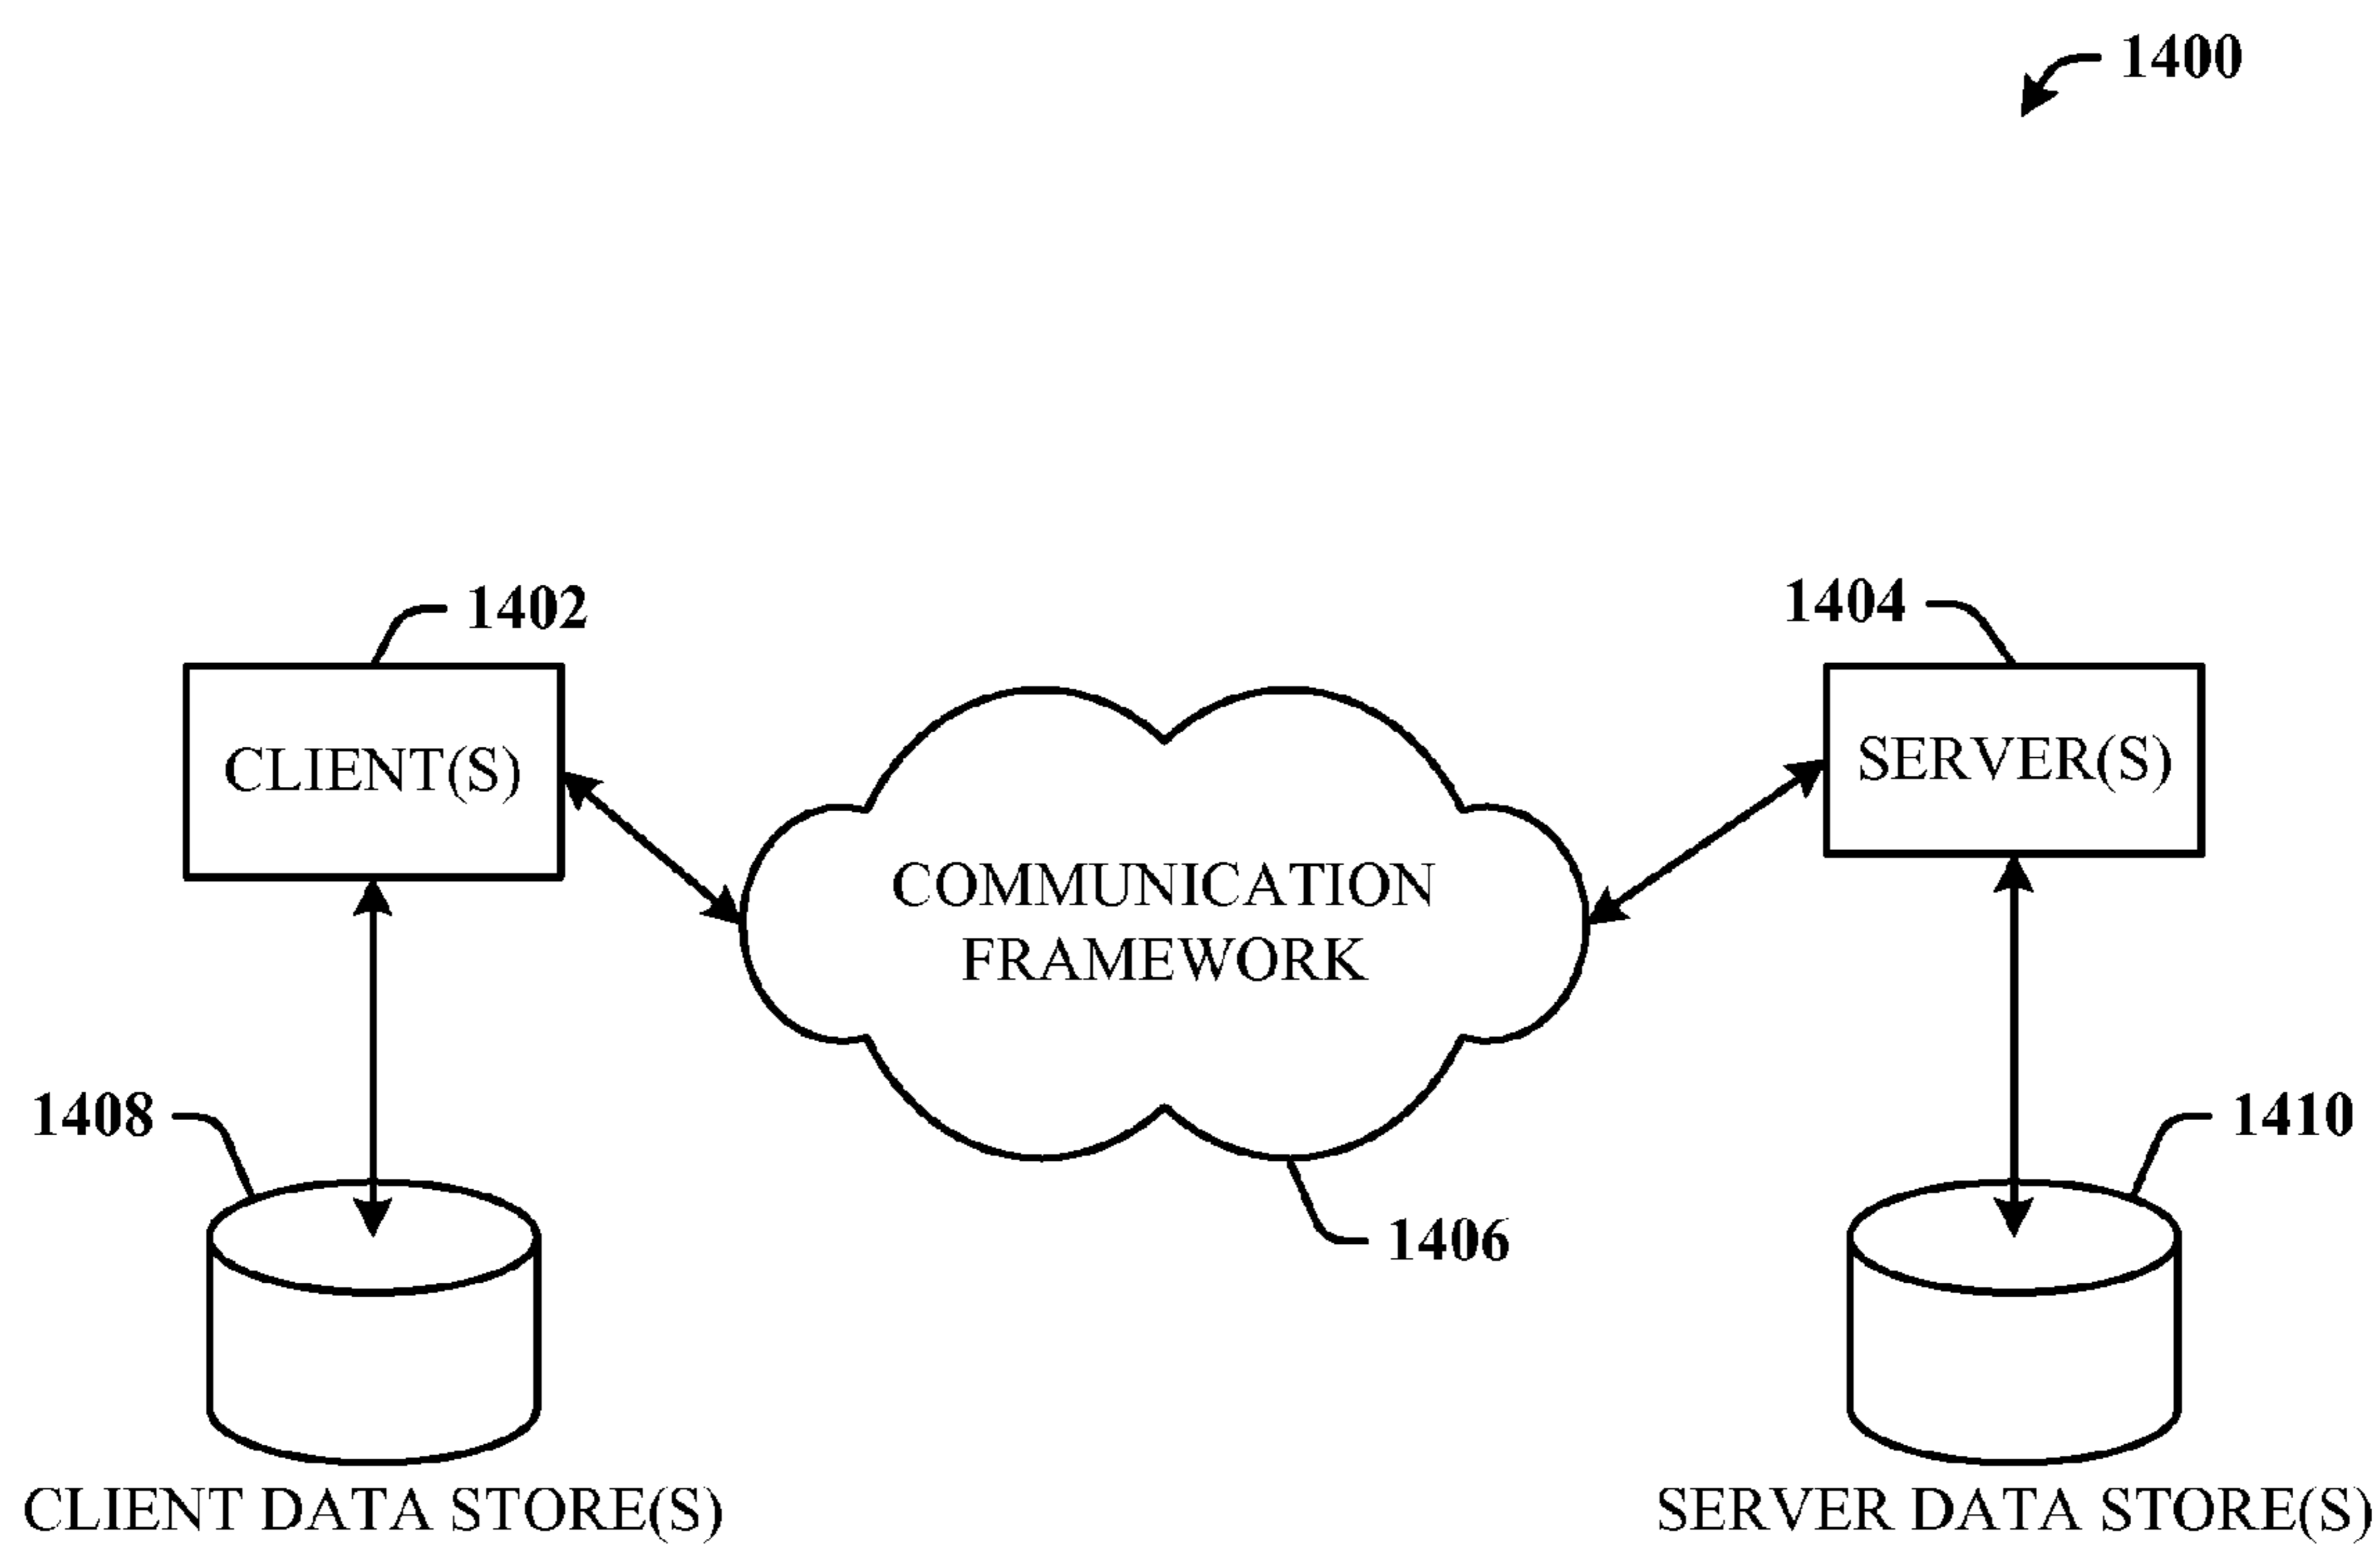 1400
1402
1404
CLIENT(S)
SERVER(S)
COMMUNICATION
FRAMEWORK
1408
1410
1406
CLIENT DATA STORE(S)
SERVER DATA STORE(S)